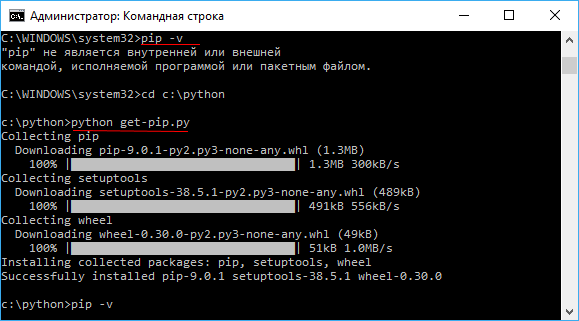 Администратор: Командная строка
C:\WINDOWS\system32>pip -v
"pip" не является внутренней или внешней
командой, исполняемой программой или пакетным файлом.
C:\WINDOWS\system32>cd c:\python
c:\python>python get-pip.py
Collecting pip
Downloading pip-9.0.1-py2.py3-none-any.whl (1.3MB)
100% |████████████████████████████████| 1.3MB 300kB/s
Collecting setuptools
Downloading setuptools-38.5.1-py2.py3-none-any.whl (489kB)
100% |████████████████████████████████| 491kB 556kB/s
Collecting wheel
Downloading wheel-0.30.0-py2.py3-none-any.whl (49kB)
100% |████████████████████████████████| 51kB 1.0MB/s
Installing collected packages: pip, setuptools, wheel
Successfully installed pip-9.0.1 setuptools-38.5.1 wheel-0.30.0
c:\python>pip -v